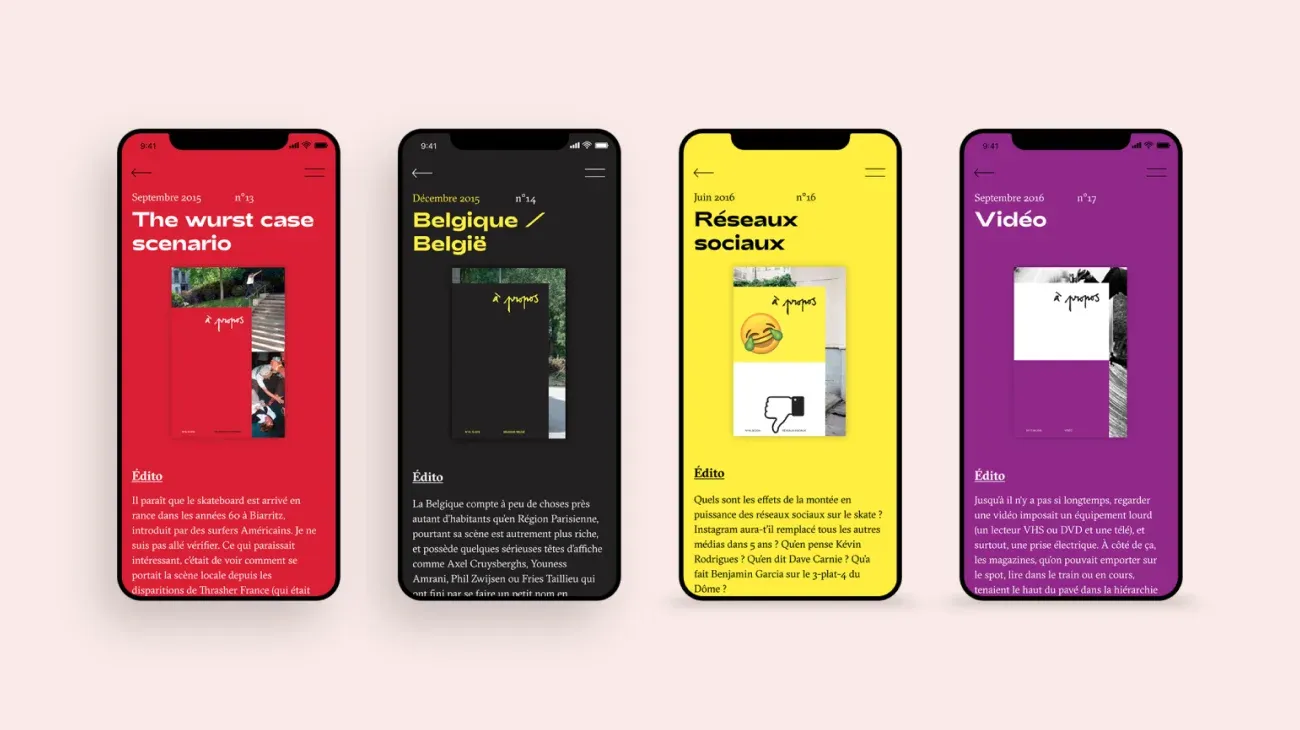 9:41
Septembre 2015 n°13
The wurst case
scenario
à propos
Édito
Il paraît que le skateboard est arrivé en
rance dans les années 60 à Biarritz,
introduit par des surfers Américains. Je ne
suis pas allé vérifier. Ce qui paraissait
intéressant, c'était de voir comment se
portait la scène locale depuis les
disparitions de Thrasher France (qui était
9:41
Décembre 2015 n°14
Belgique /
België
à propos
Édito
La Belgique compte à peu de choses près
autant d'habitants qu'en Région Parisienne,
pourtant sa scène est autrement plus riche,
et possède quelques sérieuses têtes d'affiche
comme Axel Cruysberghs, Youness
Amrani, Phil Zwijsen ou Fries Taillieu qui
ont fini par se faire un petit nom en
Juin 2016 n°16
Réseaux
sociaux
à propos
Édito
Quels sont les effets de la montée en
puissance des réseaux sociaux sur le skate ?
Instagram aura-t'il remplacé tous les autres
médias dans 5 ans ? Qu'en pense Kévin
Rodrigues ? Qu'en dit Dave Carnie ? Qu'a
fait Benjamin Garcia sur le 3-plat-4 du
Dôme ?
9:41
Septembre 2016 n°17
Vidéo
à propos
Édito
Jusqu'à il n'y a pas si longtemps, regarder
une vidéo imposait un équipement lourd
(un lecteur VHS ou DVD et une télé), et
surtout, une prise électrique. À côté de ça,
les magazines, qu'on pouvait emporter sur
le spot, lire dans le train ou en cours,
tenaient le haut du pavé dans la hiérarchie